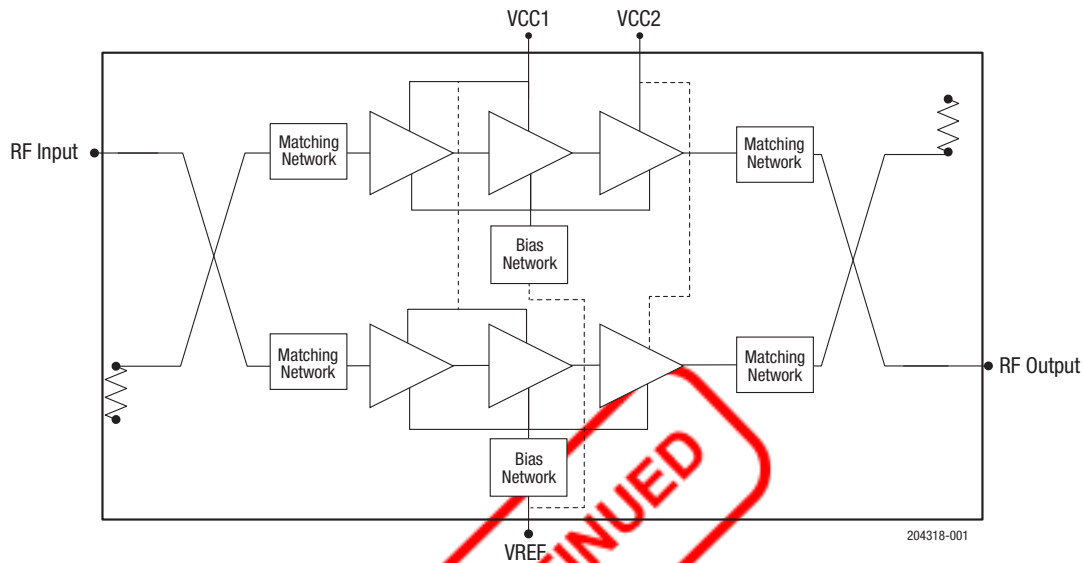 VCC1
VCC2
RF Input
Matching
Network
Matching
Network
Bias
Network
Matching
Network
Matching
Network
RF Output
Bias
Network
VREF
TINUED
204318-001